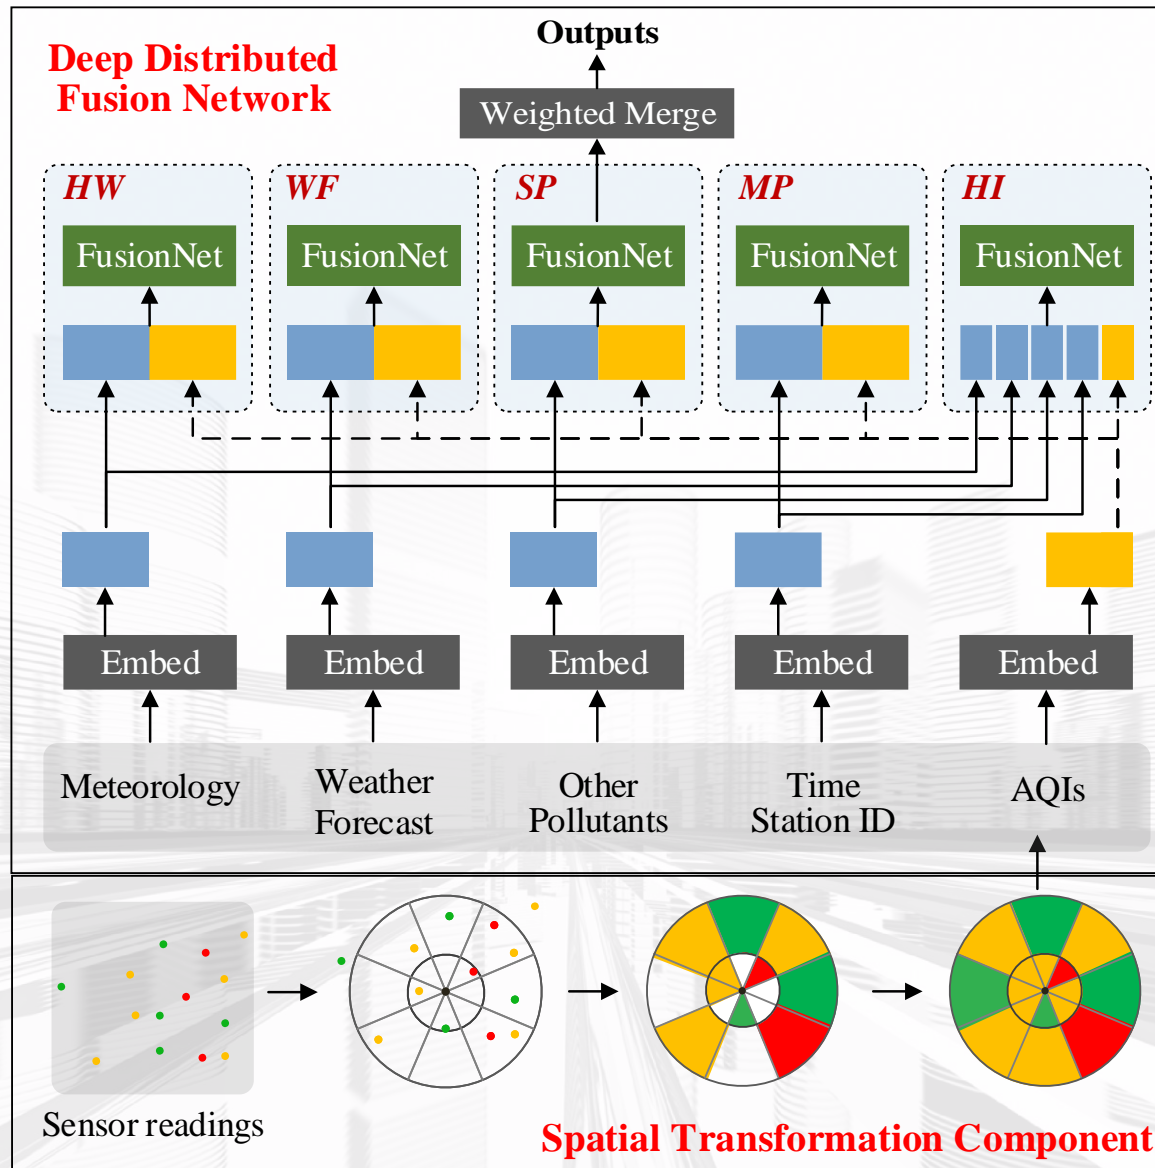 Outputs
Deep Distributed
Fusion Network
Weighted Merge
HW
WF
SP
MP
HI
FusionNet
FusionNet
FusionNet
FusionNet
FusionNet
Embed
Embed
Embed
Embed
Embed
Meteorology
Weather
Forecast
Other
Pollutants
Time
Station ID
AQIs
Sensor readings
Spatial Transformation Component